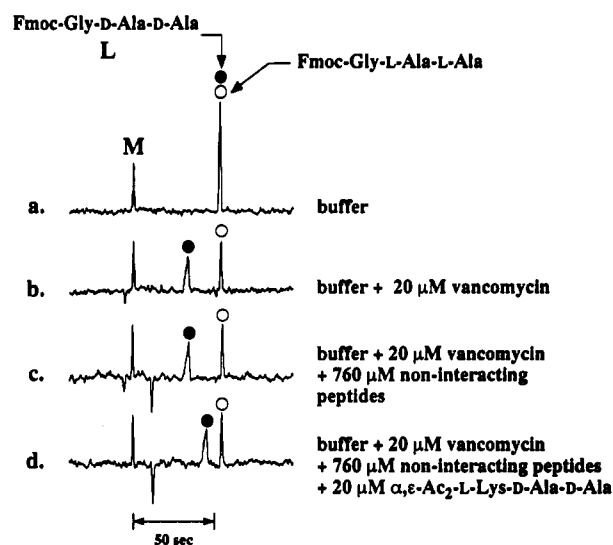 Fmoc-Gly-D-Ala-D-Ala
L
Fmoc-Gly-L-Ala-L-Ala
M
a.
buffer
b.
buffer + 20 μM vancomycin
c.
buffer + 20 μM vancomycin
+ 760 μM non-interacting
peptides
d.
buffer + 20 μM vancomycin
+ 760 μM non-interacting peptides
+ 20 μM α,ε-Ac₂-L-Lys-D-Ala-D-Ala
50 sec